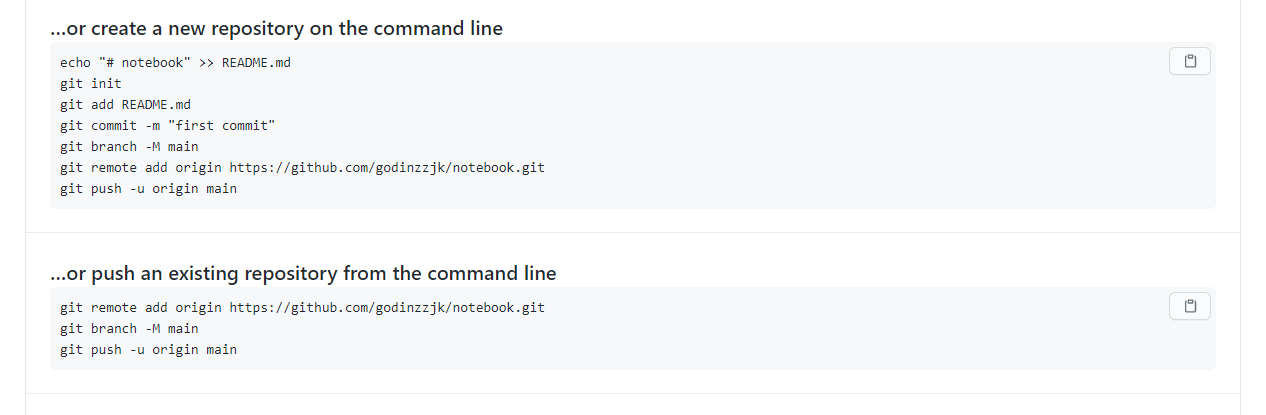 …or create a new repository on the command line
echo "# notebook" >> README.md
git init
git add README.md
git commit -m "first commit"
git branch -M main
git remote add origin https://github.com/godinzzjk/notebook.git
git push -u origin main
…or push an existing repository from the command line
git remote add origin https://github.com/godinzzjk/notebook.git
git branch -M main
git push -u origin main